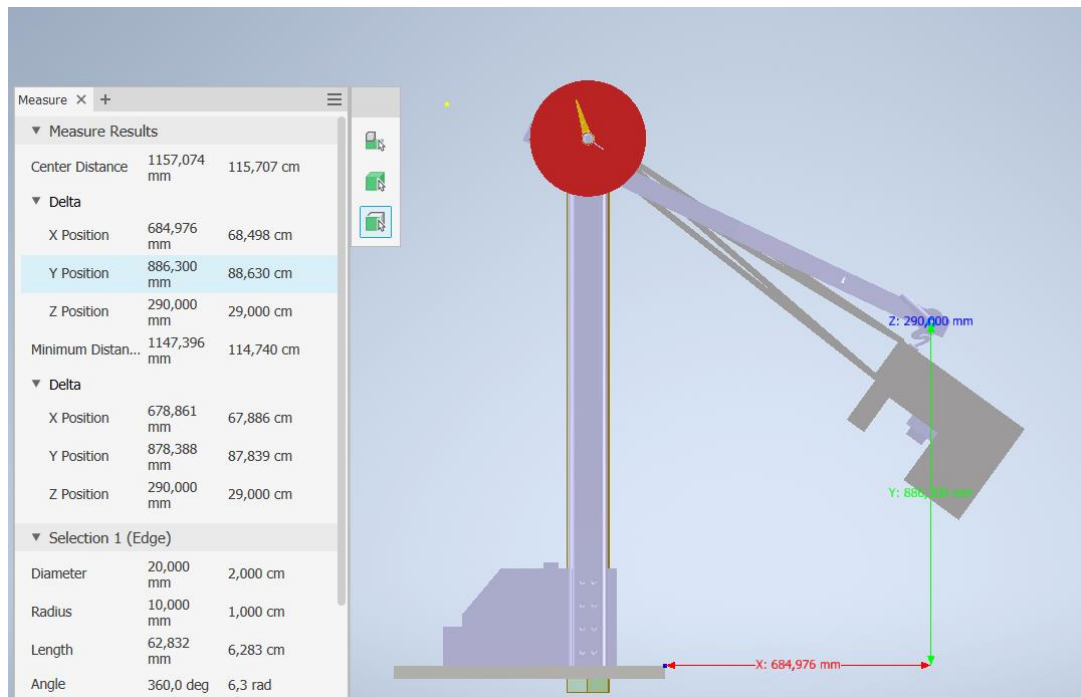 Measure
Measure Results
Center Distance 1157,074 mm 115,707 cm
Delta
X Position 684,976 mm 68,498 cm
Y Position 886,300 mm 88,630 cm
Z Position 290,000 mm 29,000 cm
Minimum Distan... 1147,396 mm 114,740 cm
Delta
X Position 678,861 mm 67,886 cm
Y Position 878,388 mm 87,839 cm
Z Position 290,000 mm 29,000 cm
Selection 1 (Edge)
Diameter 20,000 mm 2,000 cm
Radius 10,000 mm 1,000 cm
Length 62,832 mm 6,283 cm
Angle 360,0 deg 6,3 rad
Z: 290,000 mm
Y: 886,300 mm
X: 684,976 mm